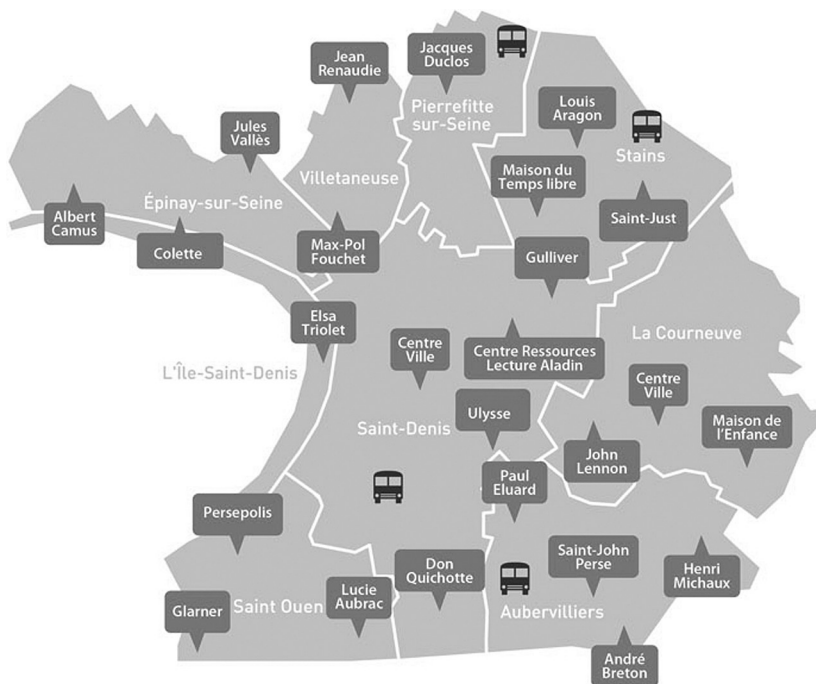 Jean
Renaudie
Jacques
Duclos
Pierrefitte
sur-Seine
Louis
Aragon
Jules
Vallès
Stains
Villetaneuse
Maison du
Temps libre
Albert
Camus
Épinay-sur-Seine
Saint-Just
Colette
Max-Pol
Fouchet
Gulliver
Elsa
Triolet
La Courneuve
Centre
Ville
Centre Ressources
Lecture Aladin
L'Île-Saint-Denis
Centre
Ville
Ulysse
Saint-Denis
Maison de
l'Enfance
John
Lennon
Paul
Eluard
Persepolis
Don
Quichotte
Saint-John
Perse
Henri
Michaux
Glarner
Saint Ouen
Lucie
Aubrac
Aubervilliers
André
Breton